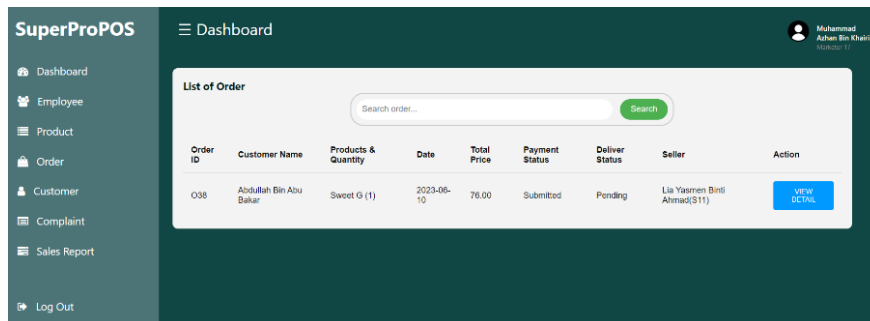 SuperProPOS
☰ Dashboard
Muhammad
Azhan Bin Khairi
Marketer 17
Dashboard
Employee
Product
Order
Customer
Complaint
Sales Report
Log Out
List of Order
Search order...
Search
Order ID
Customer Name
Products & Quantity
Date
Total Price
Payment Status
Deliver Status
Seller
Action
O38
Abdullah Bin Abu Bakar
Sweet G (1)
2023-06-10
76.00
Submitted
Pending
Lia Yasmen Binti Ahmad(S11)
VIEW DETAIL